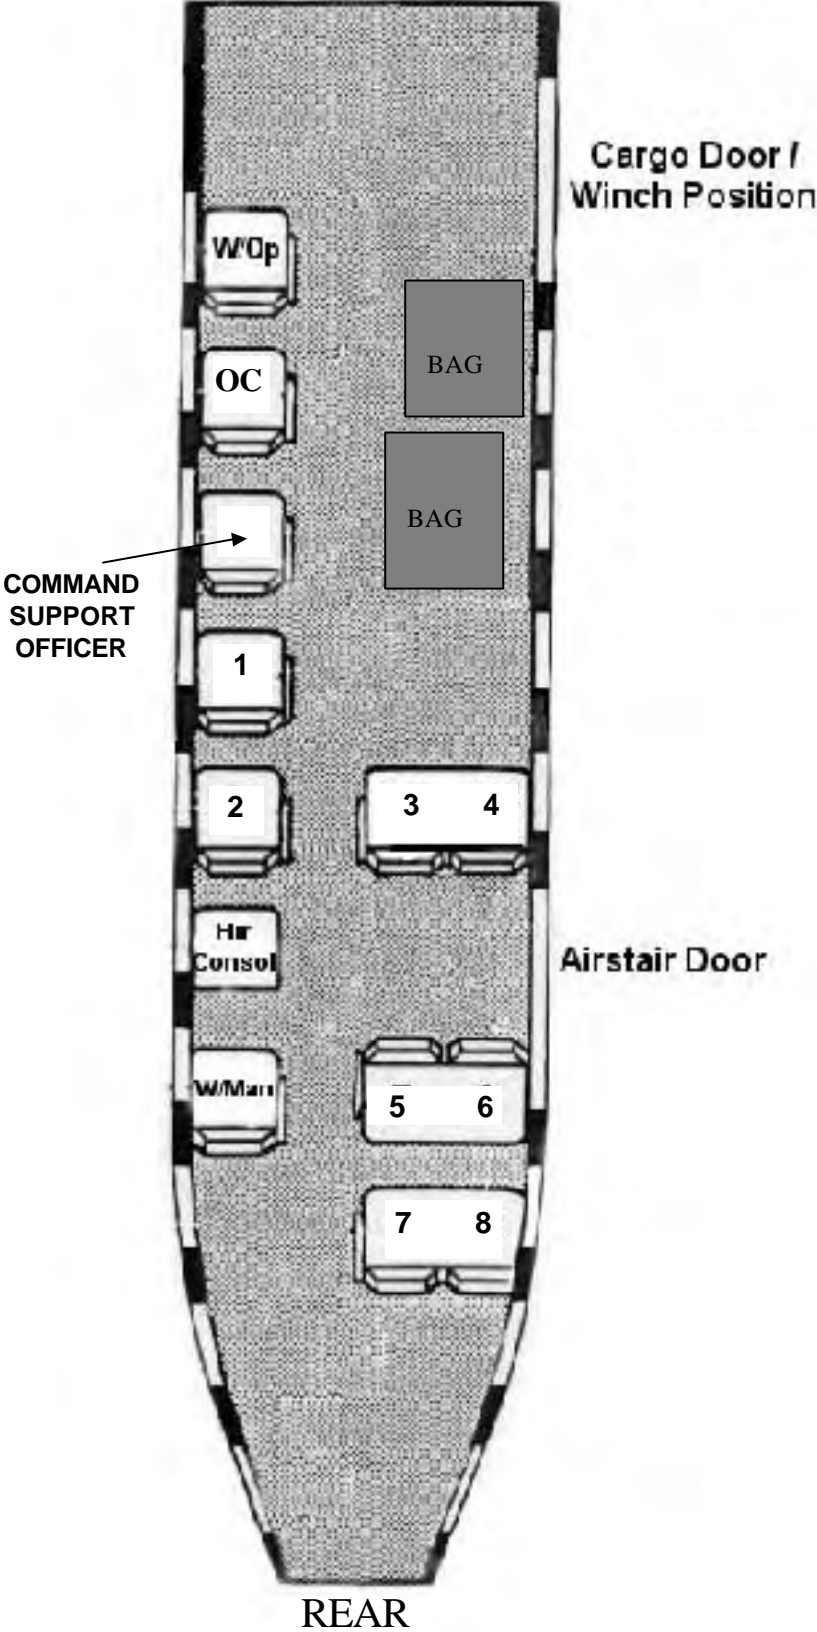 Cargo Door /
Winch Position
W/Op
BAG
OC
BAG
COMMAND
SUPPORT
OFFICER
1
2
3 4
Hr
Consol
Airstair Door
W/Man
5 6
7 8
REAR